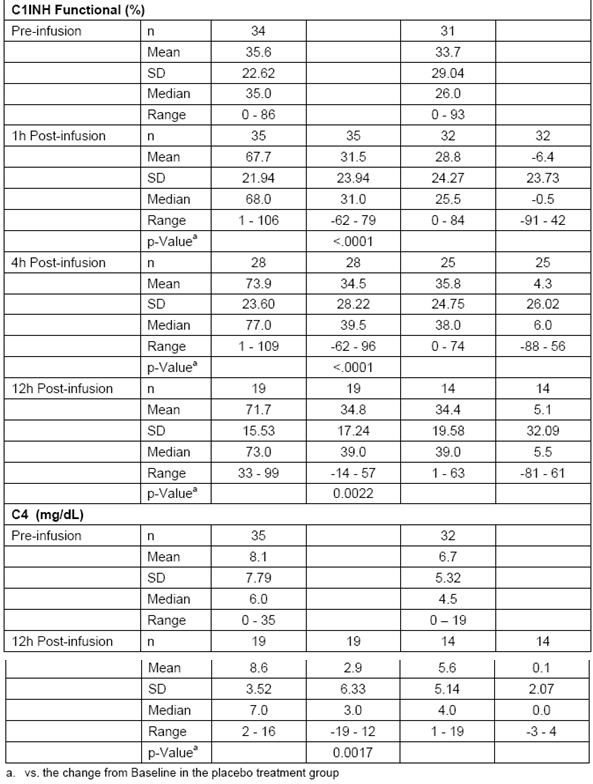 C1INH Functional (%)
Pre-infusion n 34 31
Mean 35.6 33.7
SD 22.62 29.04
Median 35.0 26.0
Range 0 - 86 0 - 93
1h Post-infusion n 35 35 32 32
Mean 67.7 31.5 28.8 -6.4
SD 21.94 23.94 24.27 23.73
Median 68.0 31.0 25.5 -0.5
Range 1 - 106 -62 - 79 0 - 84 -91 - 42
p-Valueᵃ <.0001
4h Post-infusion n 28 28 25 25
Mean 73.9 34.5 35.8 4.3
SD 23.60 28.22 24.75 26.02
Median 77.0 39.5 38.0 6.0
Range 1 - 109 -62 - 96 0 - 74 -88 - 56
p-Valueᵃ <.0001
12h Post-infusion n 19 19 14 14
Mean 71.7 34.8 34.4 5.1
SD 15.53 17.24 19.58 32.09
Median 73.0 39.0 39.0 5.5
Range 33 - 99 -14 - 57 1 - 63 -81 - 61
p-Valueᵃ 0.0022
C4 (mg/dL)
Pre-infusion n 35 32
Mean 8.1 6.7
SD 7.79 5.32
Median 6.0 4.5
Range 0 - 35 0 – 19
12h Post-infusion n 19 19 14 14
Mean 8.6 2.9 5.6 0.1
SD 3.52 6.33 5.14 2.07
Median 7.0 3.0 4.0 0.0
Range 2 - 16 -19 - 12 1 - 19 -3 - 4
p-Valueᵃ 0.0017
a. vs. the change from Baseline in the placebo treatment group